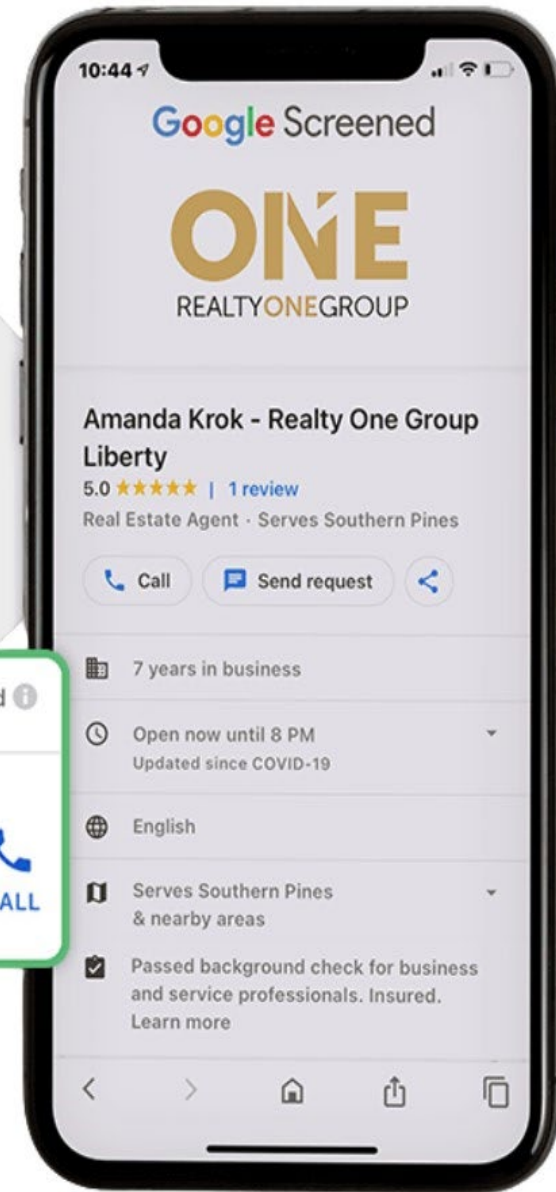 10:44
Google Screened
ONE
REALTYONEGROUP
Amanda Krok - Realty One Group
Liberty
5.0 ★★★★★ | 1 review
Real Estate Agent · Serves Southern Pines
Call
Send request
7 years in business
Open now until 8 PM
Updated since COVID-19
English
Serves Southern Pines
& nearby areas
Passed background check for business
and service professionals. Insured.
Learn more